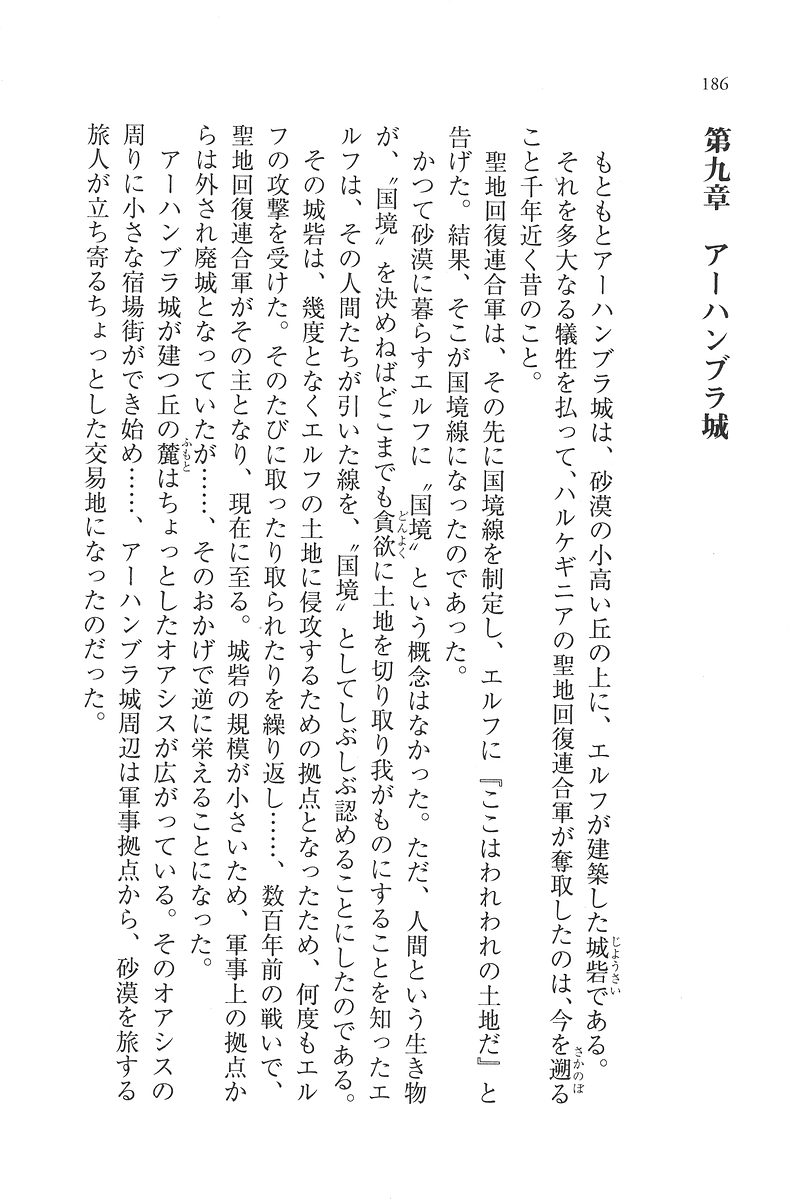 186
第九章　アーハンブラ城
　もともとアーハンブラ城は、砂漠の小高い丘の上に、エルフが建築した城砦である。
　それを多大なる犠牲を払って、ハルケギニアの聖地回復連合軍が奪取したのは、今を遡る
こと千年近く昔のこと。
　聖地回復連合軍は、その先に国境線を制定し、エルフに『ここはわれわれの土地だ』と
告げた。結果、そこが国境線になったのであった。
　かつて砂漠に暮らすエルフに〝国境〟という概念はなかった。ただ、人間という生き物
が、〝国境〟を決めねばどこまでも貪欲に土地を切り取り我がものにすることを知ったエ
ルフは、その人間たちが引いた線を、〝国境〟としてしぶしぶ認めることにしたのである。
　その城砦は、幾度となくエルフの土地に侵攻するための拠点となったため、何度もエル
フの攻撃を受けた。そのたびに取ったり取られたりを繰り返し……、数百年前の戦いで、
聖地回復連合軍がその主となり、現在に至る。城砦の規模が小さいため、軍事上の拠点か
らは外され廃城となっていたが……、そのおかげで逆に栄えることになった。
　アーハンブラ城が建つ丘の麓はちょっとしたオアシスが広がっている。そのオアシスの
周りに小さな宿場街ができ始め……、アーハンブラ城周辺は軍事拠点から、砂漠を旅する
旅人が立ち寄るちょっとした交易地になったのだった。
じようさい
さかのぼ
どんよく
ふもと